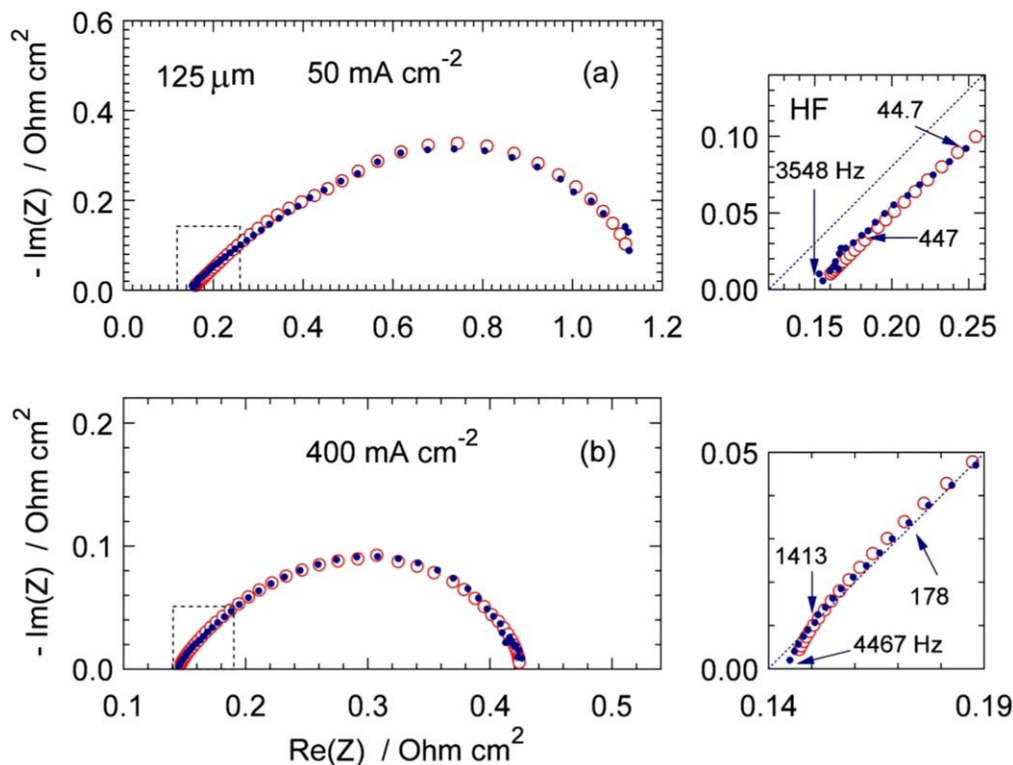 0.6
0.4
0.2
0.0
- Im(Z) / Ohm cm²
125 µm 50 mA cm⁻² (a)
0.0 0.2 0.4 0.6 0.8 1.0 1.2
HF
44.7
3548 Hz
447
0.10
0.05
0.00
0.15 0.20 0.25
0.2
0.1
0.0
- Im(Z) / Ohm cm²
400 mA cm⁻² (b)
0.1 0.2 0.3 0.4 0.5
Re(Z) / Ohm cm²
0.05
0.00
1413
178
4467 Hz
0.14 0.19